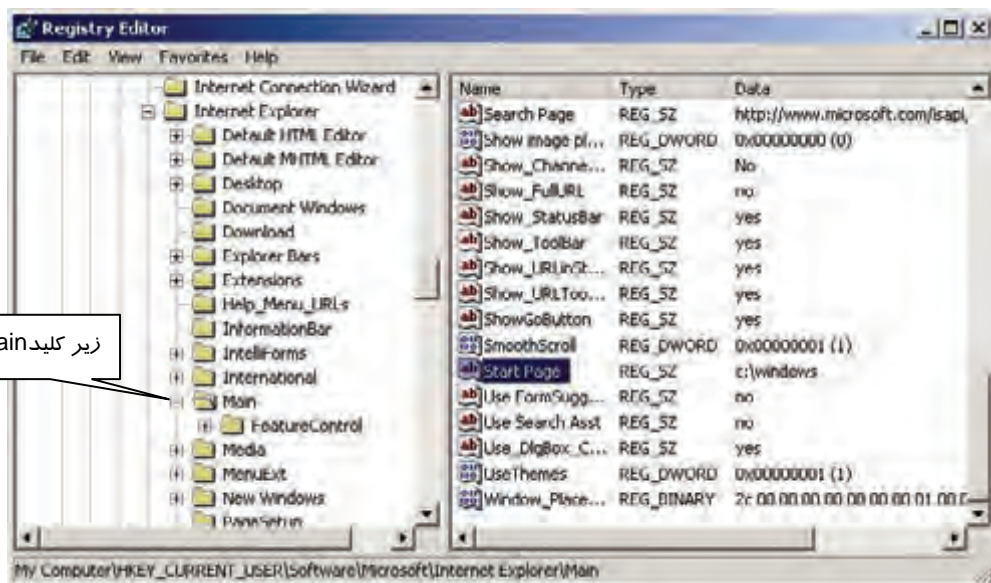 Registry Editor
File Edit View Favorites Help
Internet Connection Wizard
Internet Explorer
Default HTML Editor
Default MHTML Editor
Desktop
Document Windows
Download
Explorer Bars
Extensions
Help_Menu_URLs
InformationBar
IntelliForms
International
Main
FeatureControl
Media
MenuExt
New Windows
PageSetup
زیر کلیدain
Name Type Data
Search Page REG_SZ http://www.microsoft.com/isapi,
Show image pl... REG_DWORD 0x00000000 (0)
Show_Channe... REG_SZ No
Show_FullURL REG_SZ no
Show_StatusBar REG_SZ yes
Show_ToolBar REG_SZ yes
Show_URLinSt... REG_SZ yes
Show_URLToo... REG_SZ yes
ShowGoButton REG_SZ yes
SmoothScroll REG_DWORD 0x00000001 (1)
Start Page REG_SZ c:\windows
Use FormSugg... REG_SZ no
Use Search Asst REG_SZ no
Use_DlgBox_C... REG_SZ yes
UseThemes REG_DWORD 0x00000001 (1)
Window_Place... REG_BINARY 2c 00 00 00 00 00 00 00 01 00
My Computer\HKEY_CURRENT_USER\Software\Microsoft\Internet Explorer\Main